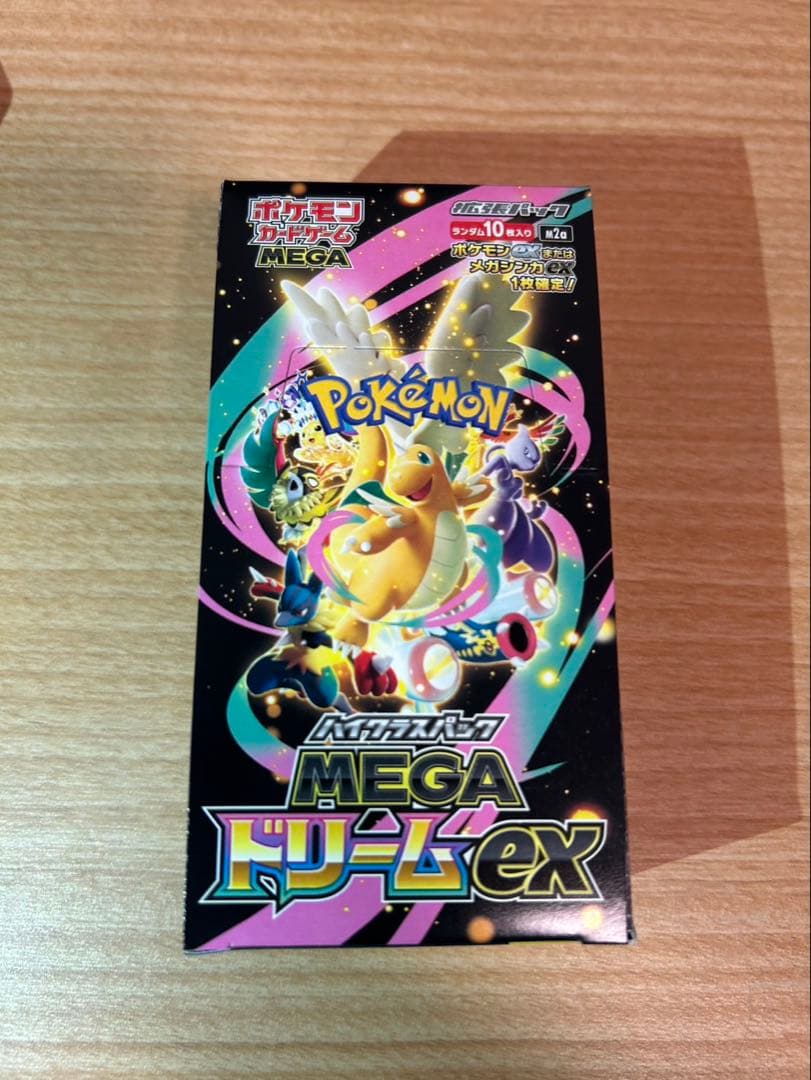 ポケモン
カードゲーム
MEGA
拡張パック
ランダム10枚入り M2a
ポケモンexまたは
メガシンカex
1枚確定!
POKéMON
ハイクラスパック
MEGA
ドリームex